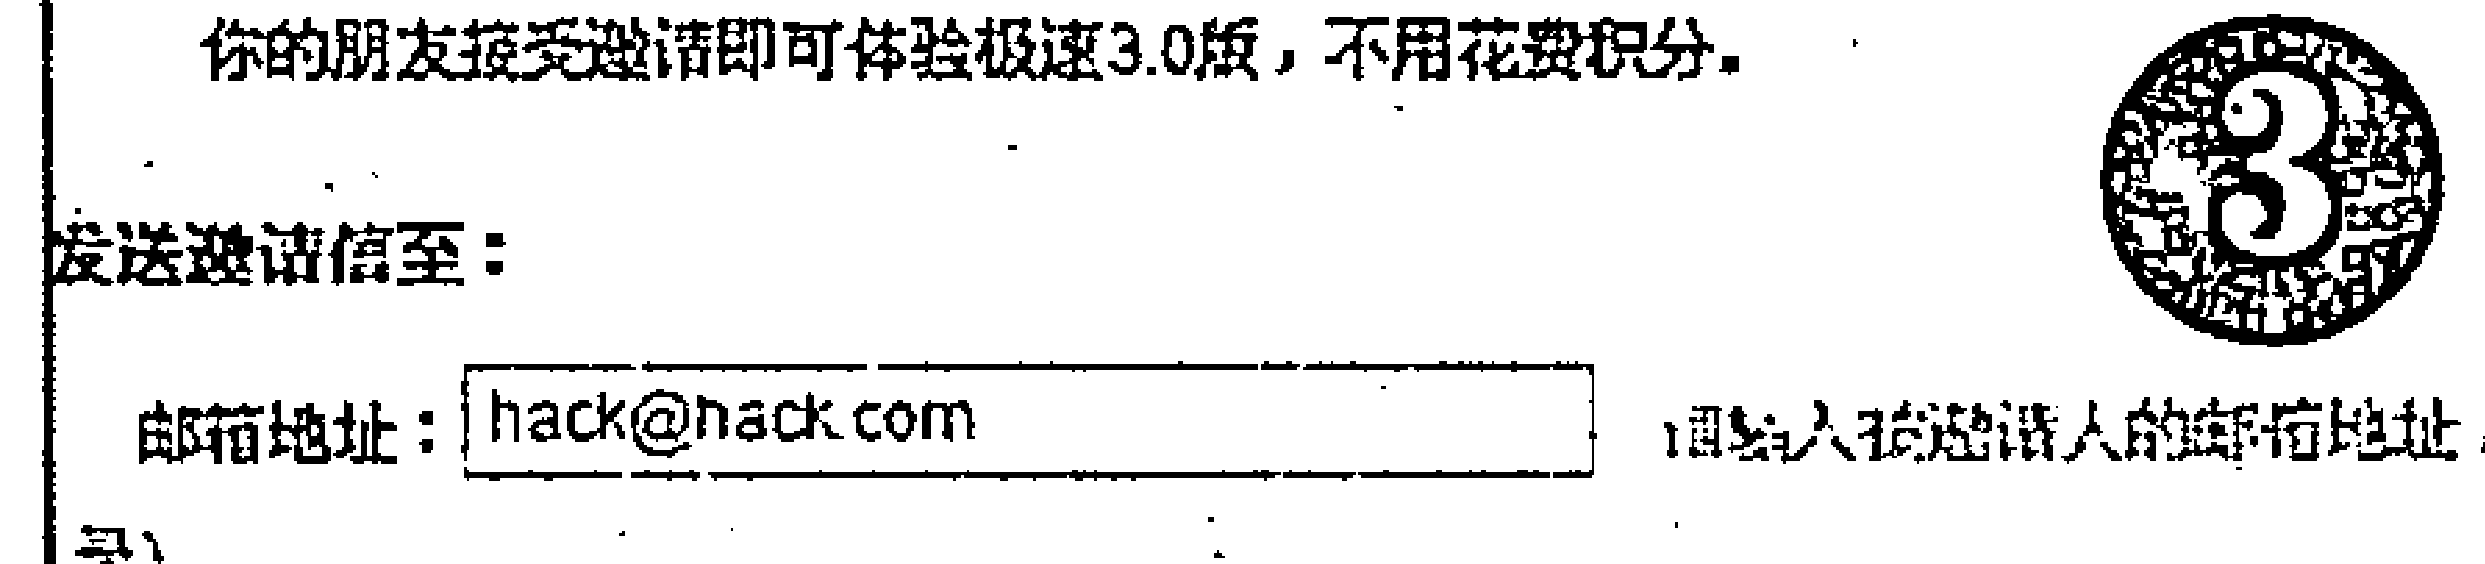 你的朋友接受邀请即可体验极速3.0版，不用花费积分。
3
发送邀请信至：
邮箱地址： hack@hack.com 请输入被邀请人的邮箱地址